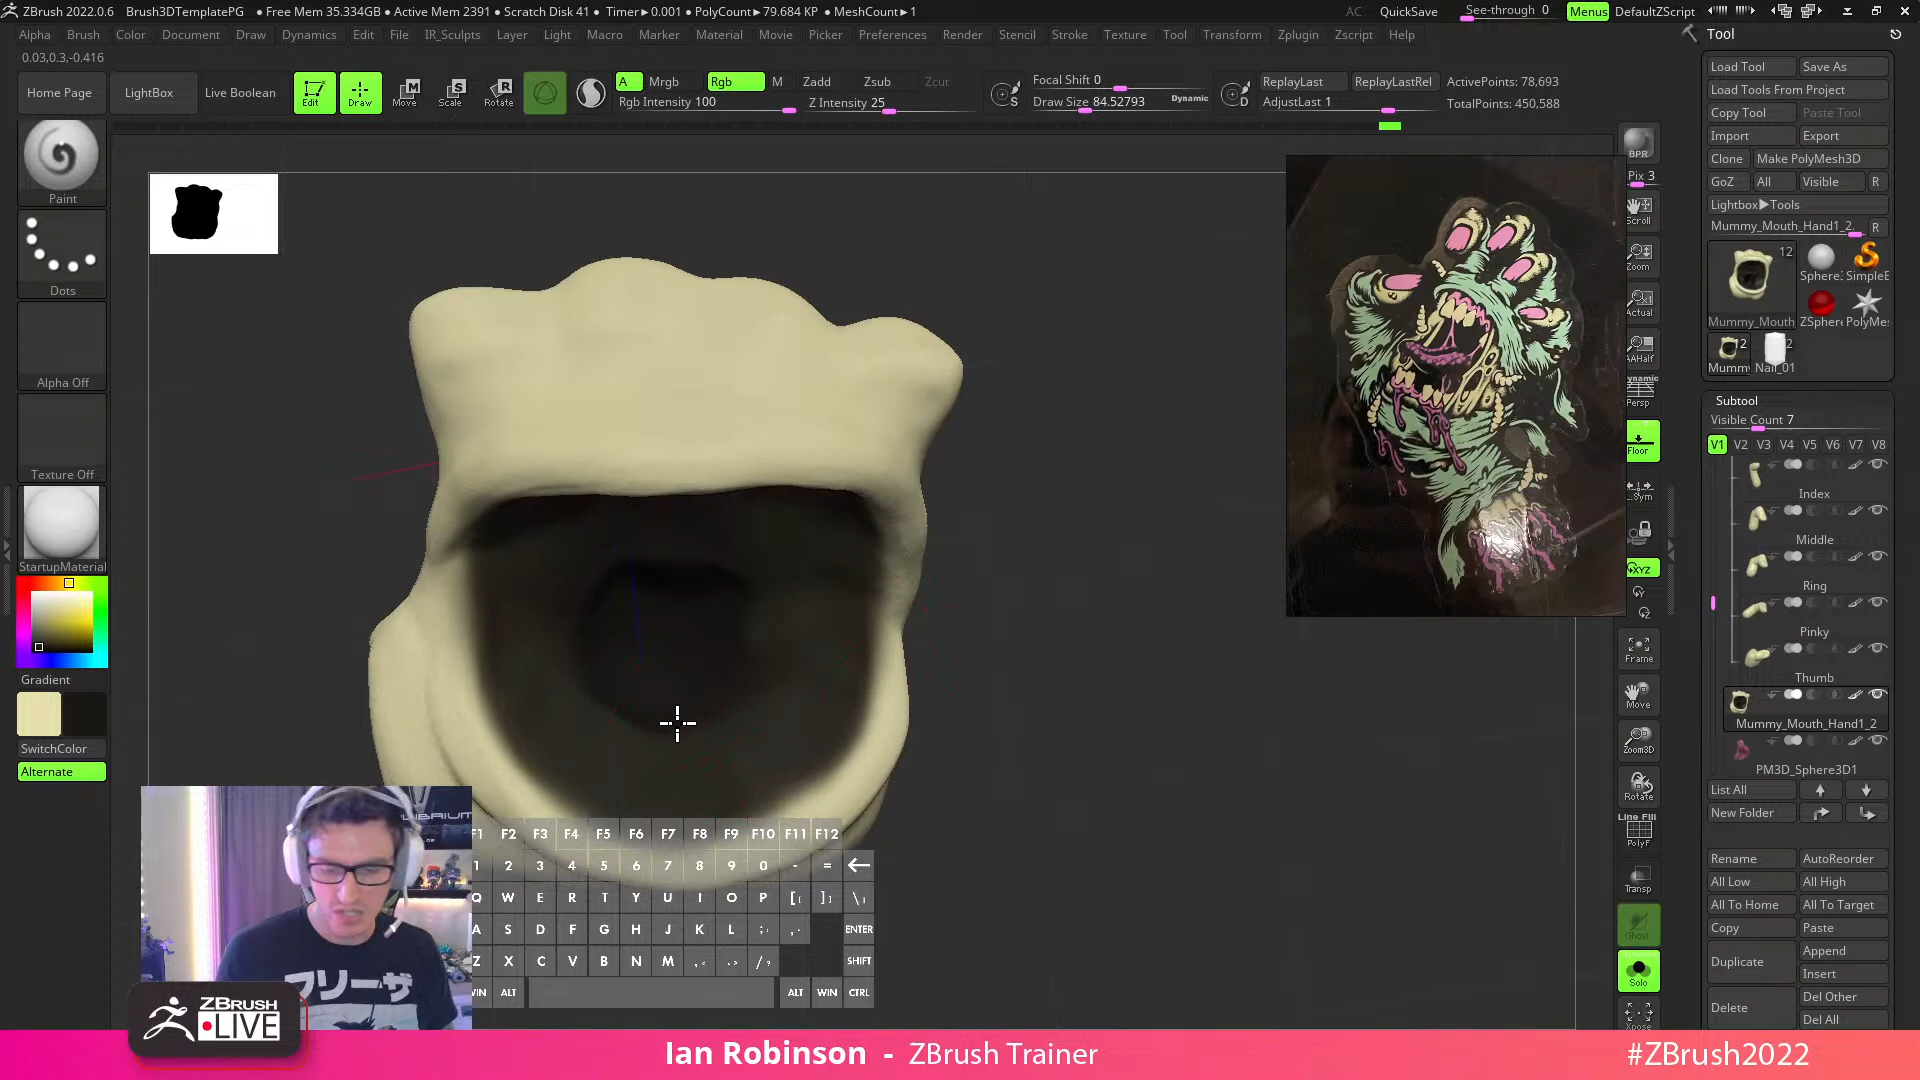 ZBrush 2022.0.6 Brush3DTemplatePG • Free Mem 35.334GB • Active Mem 2391 • Scratch Disk 41 • Timer►0.001 • PolyCount►79.684 KP • MeshCount►1
AC QuickSave See-through 0 Menus DefaultZScript
Alpha Brush Color Document Draw Dynamics Edit File IR_Sculpts Layer Light Macro Marker Material Movie Picker Preferences Render Stencil Stroke Texture Tool Transform Zplugin Zscript Help
0.03,0.3,-0.416
Home Page LightBox Live Boolean
Edit Draw Move Scale Rotate
A Mrgb Rgb M Zadd Zsub Zcut
Rgb Intensity 100 Z Intensity 25
S Focal Shift 0
Draw Size 84.52793 Dynamic
D ReplayLast ReplayLastRel
AdjustLast 1
ActivePoints: 78,693
TotalPoints: 450,588
Paint
Dots
Alpha Off
Texture Off
StartupMaterial
Gradient
SwitchColor
Alternate
BPR
SPix 3
Scroll
Zoom
Actual
AAHalf
Dynamic
Persp
Floor
L.Sym
XYZ
Frame
Move
Zoom3D
Rotate
Line Fill
PolyF
Transp
Ghost
Solo
Xpose
Tool
Load Tool Save As
Load Tools From Project
Copy Tool Paste Tool
Import Export
Clone Make PolyMesh3D
GoZ All Visible R
Lightbox►Tools
Mummy_Mouth_Hand1_2. R
12
Sphere: SimpleE
Mummy_Mouth ZSphere PolyMe:
12 2
Mumm Nail_01
Subtool
Visible Count 7
V1 V2 V3 V4 V5 V6 V7 V8
Index
Middle
Ring
Pinky
Thumb
Mummy_Mouth_Hand1_2
PM3D_Sphere3D1
List All
New Folder
Rename AutoReorder
All Low All High
All To Home All To Target
Copy Paste
Duplicate Append
Insert
Delete Del Other
Del All
F1 F2 F3 F4 F5 F6 F7 F8 F9 F10 F11 F12
1 2 3 4 5 6 7 8 9 0 - =
Q W E R T Y U I O P [ ] \
A S D F G H J K L ; ENTER
Z X C V B N M , . / ? SHIFT
WIN ALT ALT WIN CTRL
フリーザ
ZBRUSH
LIVE
Ian Robinson - ZBrush Trainer
#ZBrush2022